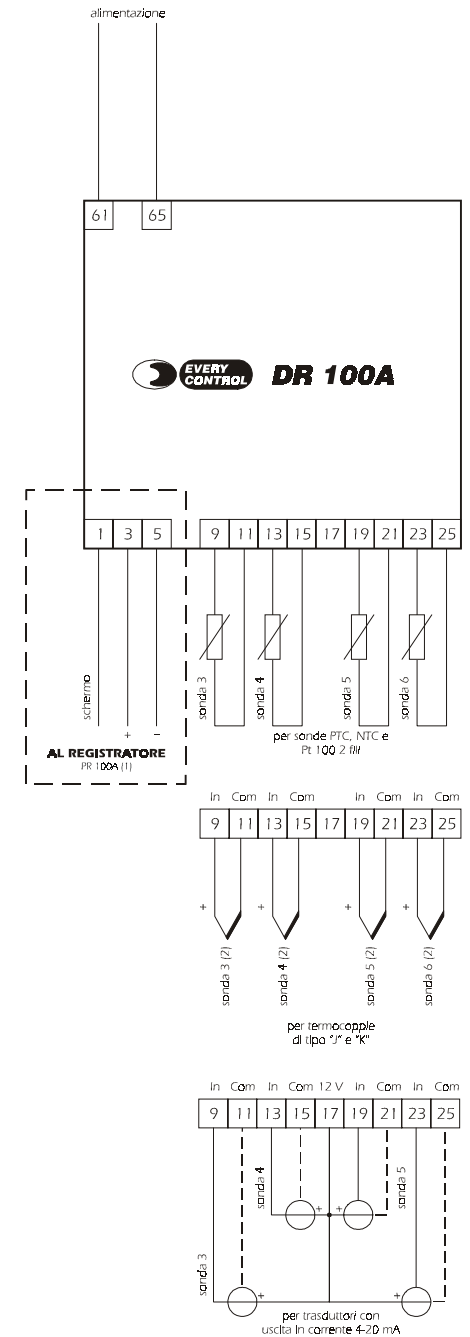 alimentazione
61 65
EVERY
CONTROL
DR 100A
1 3 5 9 11 13 15 17 19 21 23 25
schermo
+ –
AL REGISTRATORE
PR 100A (1)
sonda 3
sonda 4
sonda 5
sonda 6
per sonde PTC, NTC e
Pt 100 2 fili
In Com In Com In Com In Com
9 11 13 15 17 19 21 23 25
+ + + +
sonda 3 (2)
sonda 4 (2)
sonda 5 (2)
sonda 6 (2)
per termocoppie
di tipo "J" e "K"
In Com In Com 12 V In Com In Com
9 11 13 15 17 19 21 23 25
sonda 4
sonda 5
+ +
sonda 3
+ +
per trasduttori con
uscita in corrente 4-20 mA